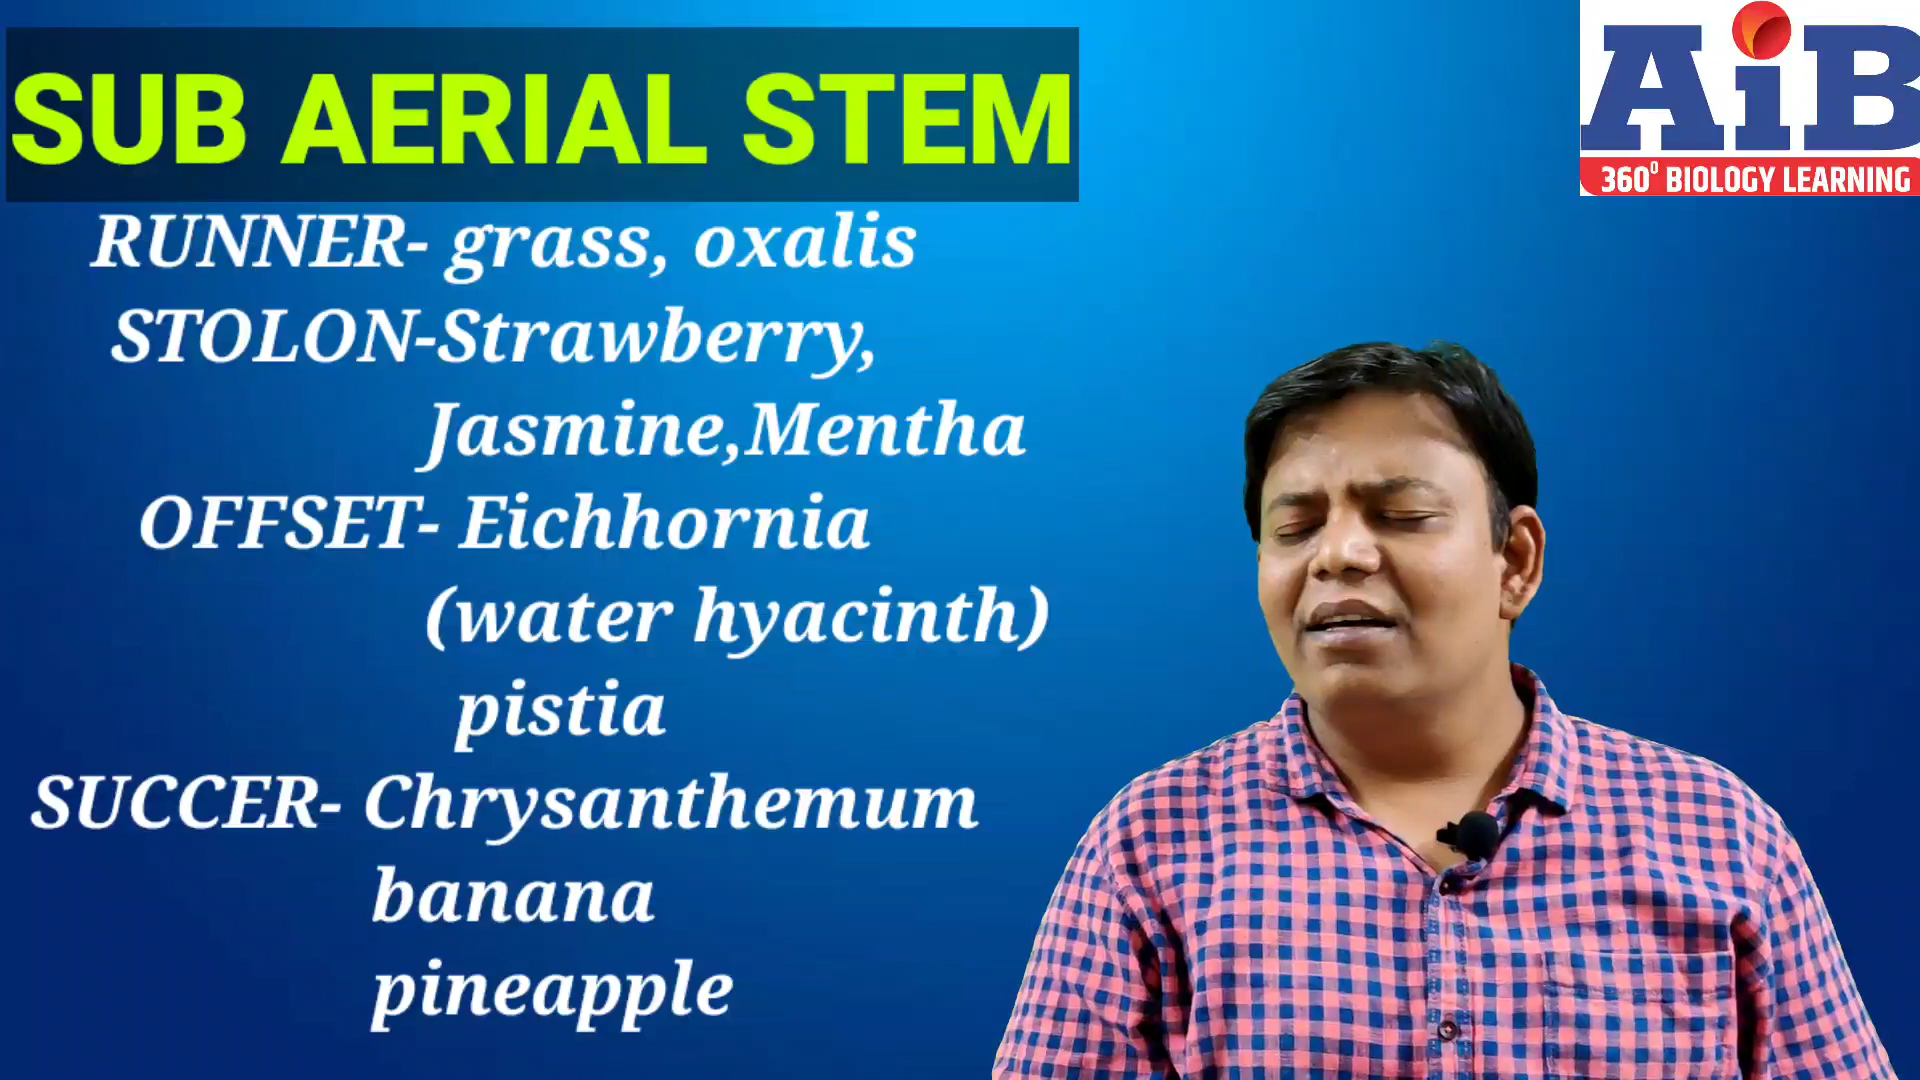 SUB AERIAL STEM
RUNNER- grass, oxalis
STOLON-Strawberry,
Jasmine,Mentha
OFFSET- Eichhornia
(water hyacinth)
pistia
SUCCER- Chrysanthemum
banana
pineapple
AiB
360⁰ BIOLOGY LEARNING